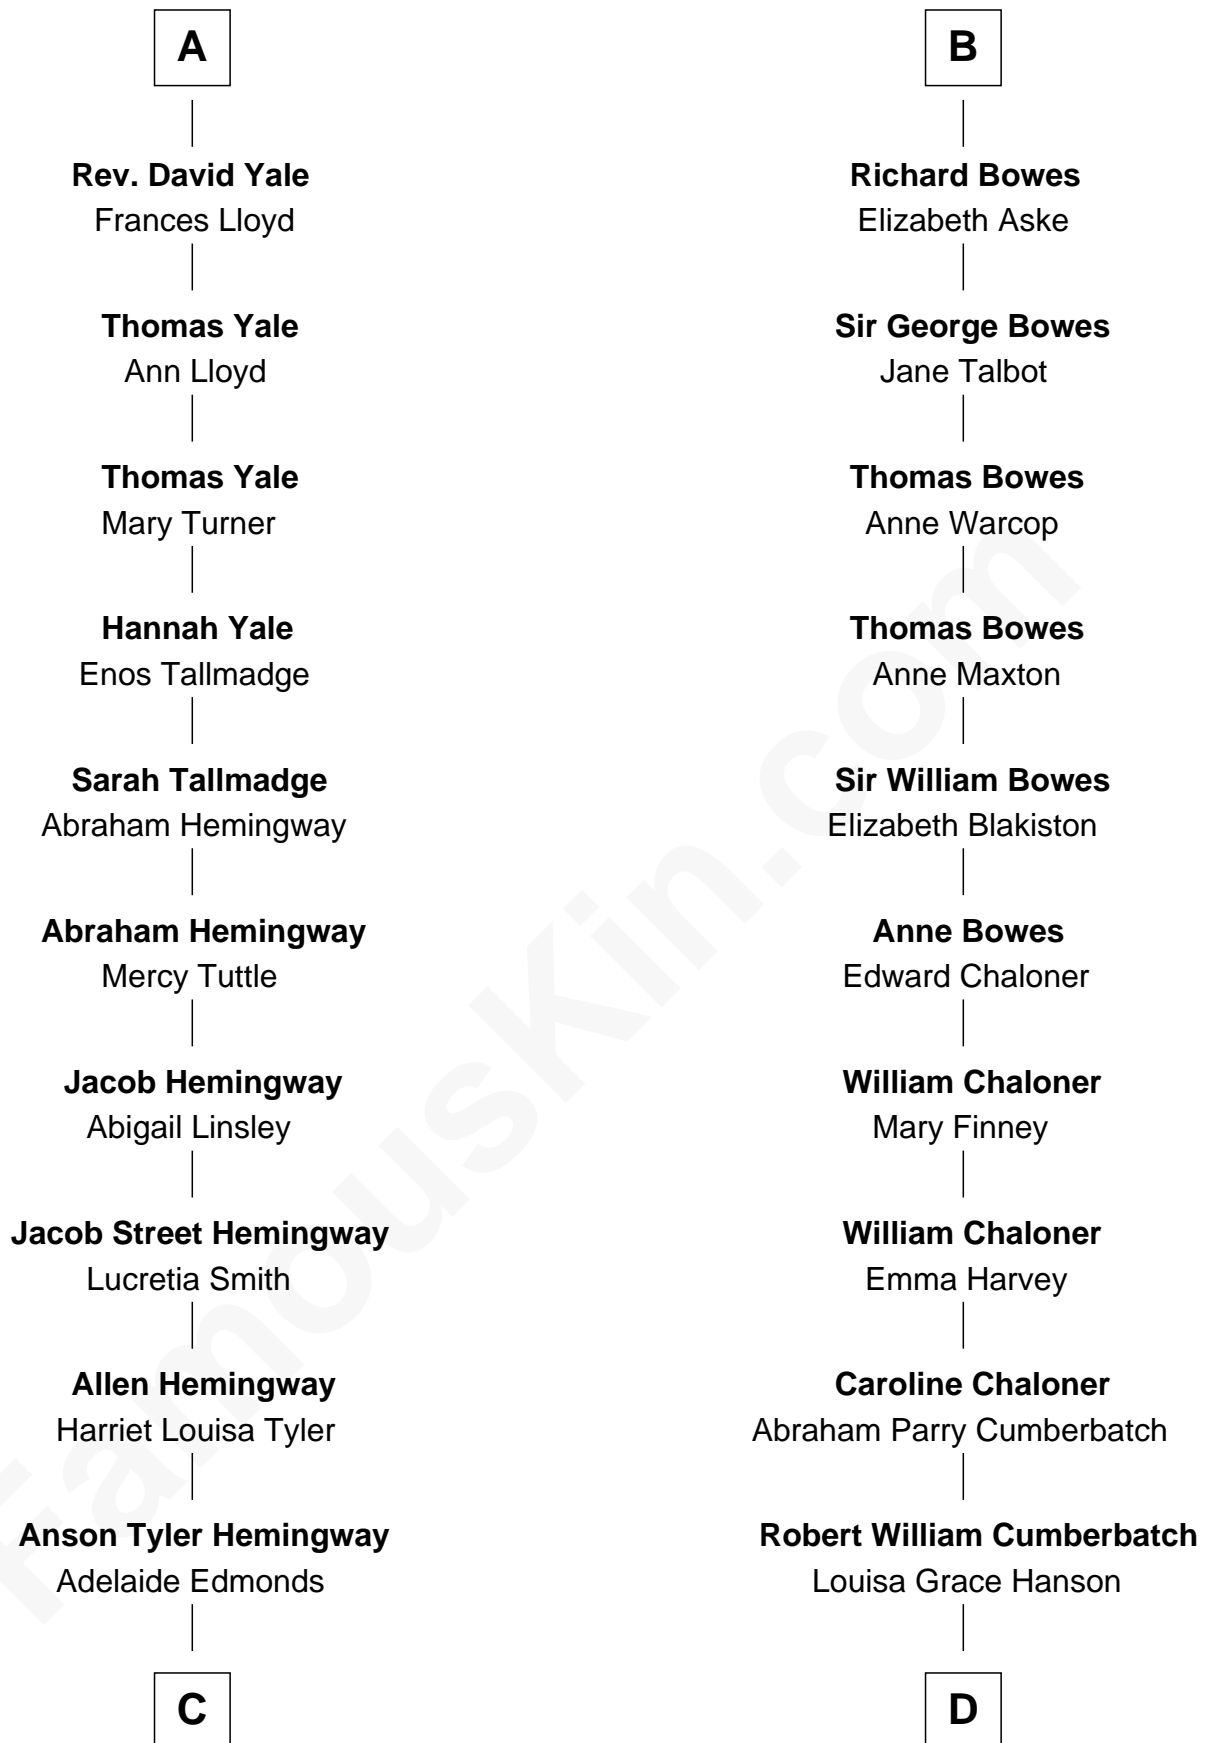 A
Rev. David Yale
Frances Lloyd
Thomas Yale
Ann Lloyd
Thomas Yale
Mary Turner
Hannah Yale
Enos Tallmadge
Sarah Tallmadge
Abraham Hemingway
Abraham Hemingway
Mercy Tuttle
Jacob Hemingway
Abigail Linsley
Jacob Street Hemingway
Lucretia Smith
Allen Hemingway
Harriet Louisa Tyler
Anson Tyler Hemingway
Adelaide Edmonds
C
B
Richard Bowes
Elizabeth Aske
Sir George Bowes
Jane Talbot
Thomas Bowes
Anne Warcop
Thomas Bowes
Anne Maxton
Sir William Bowes
Elizabeth Blakiston
Anne Bowes
Edward Chaloner
William Chaloner
Mary Finney
William Chaloner
Emma Harvey
Caroline Chaloner
Abraham Parry Cumberbatch
Robert William Cumberbatch
Louisa Grace Hanson
D
FamousKin.com